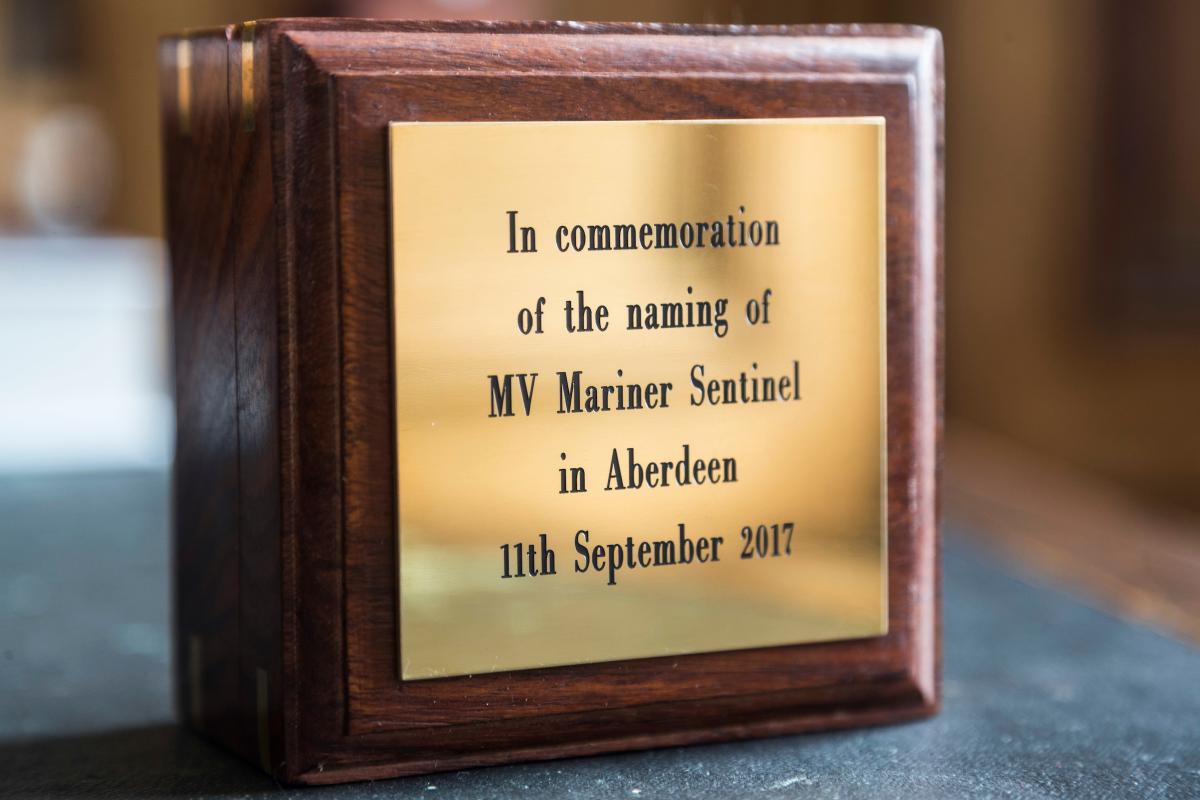 In commemoration
of the naming of
MV Mariner Sentinel
in Aberdeen
11th September 2017